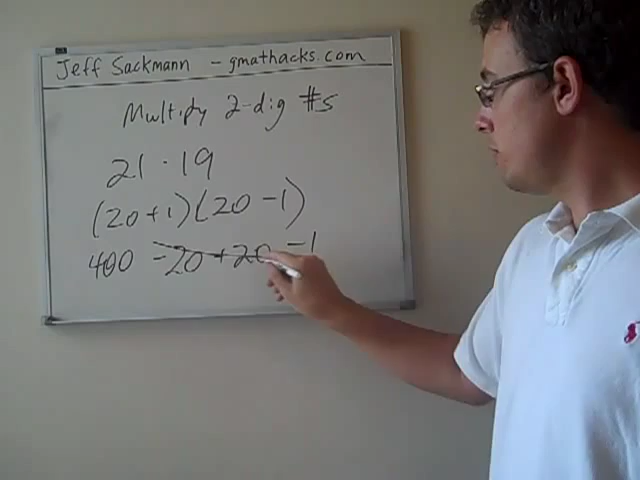 Jeff Sackmann - gmathacks.com
Multiply 2-dig #s
21 · 19
(20 +1)(20 -1)
400 -20 +20 -1